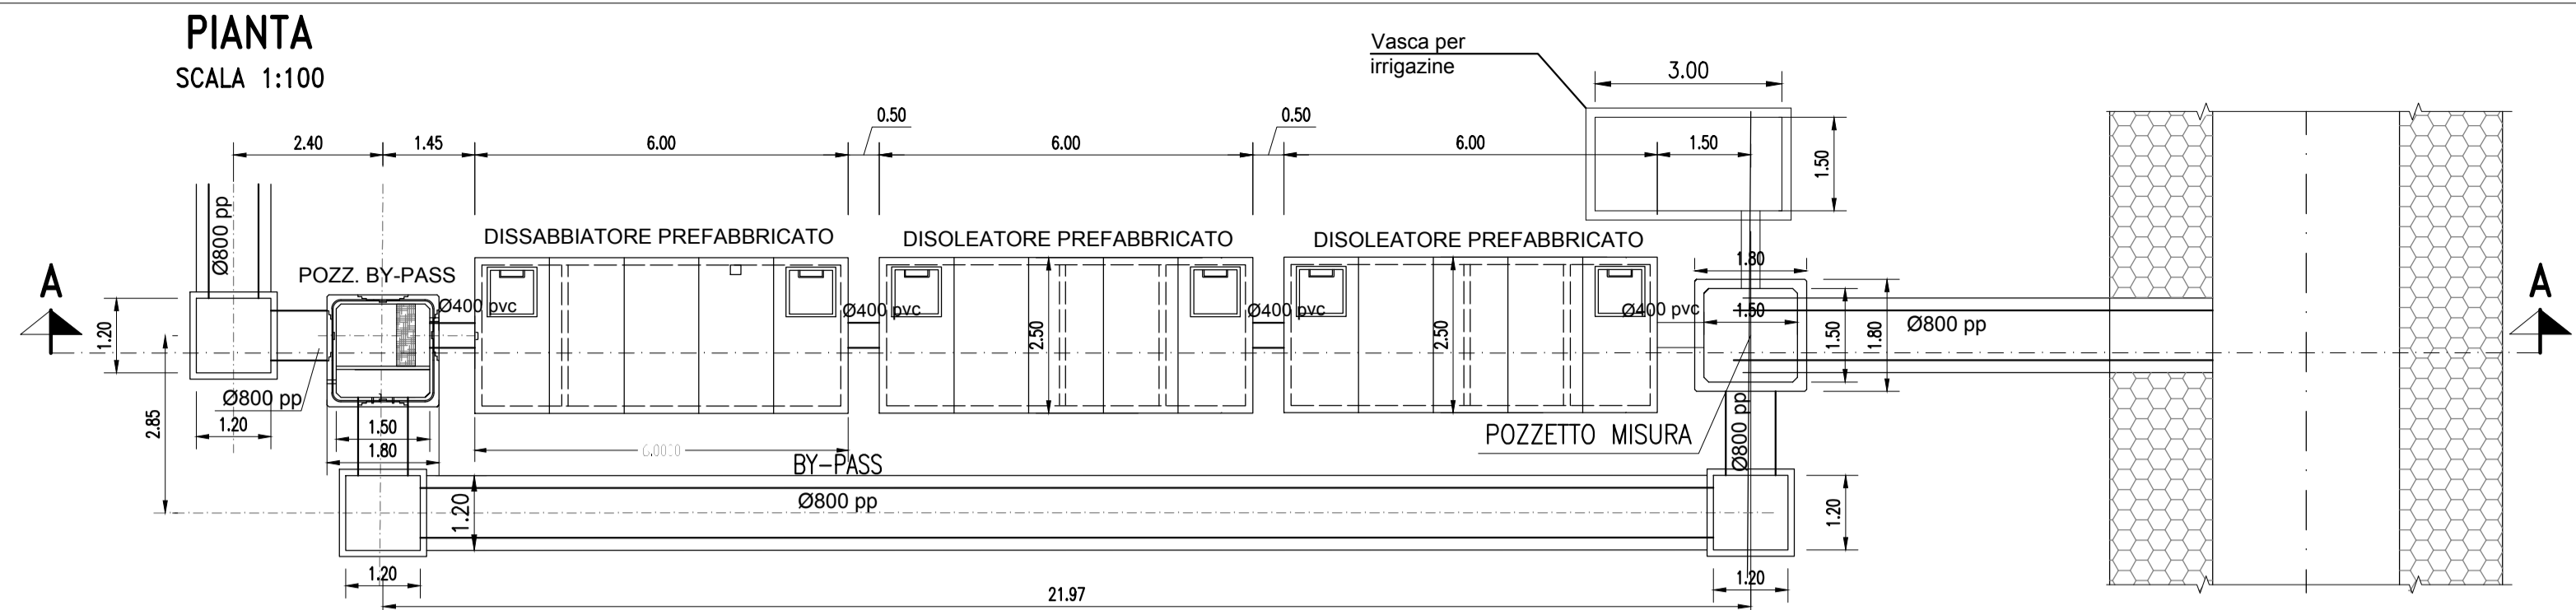 PIANTA
SCALA 1:100
Vasca per
irrigazine
3.00
2.40
1.45
6.00
0.50
6.00
0.50
6.00
1.50
1.50
Ø800 pp
DISSABBIATORE PREFABBRICATO
DISOLEATORE PREFABBRICATO
DISOLEATORE PREFABBRICATO
POZZ. BY-PASS
1.80
A
A
1.20
Ø400 pvc
Ø400 pvc
2.50
Ø400 pvc
2.50
Ø400 pvc
1.50
1.50
1.80
Ø800 pp
Ø800 pp
1.20
2.85
1.50
1.80
6.0000
BY-PASS
POZZETTO MISURA
Ø800 pp
1.20
Ø800 pp
1.20
1.20
1.20
21.97